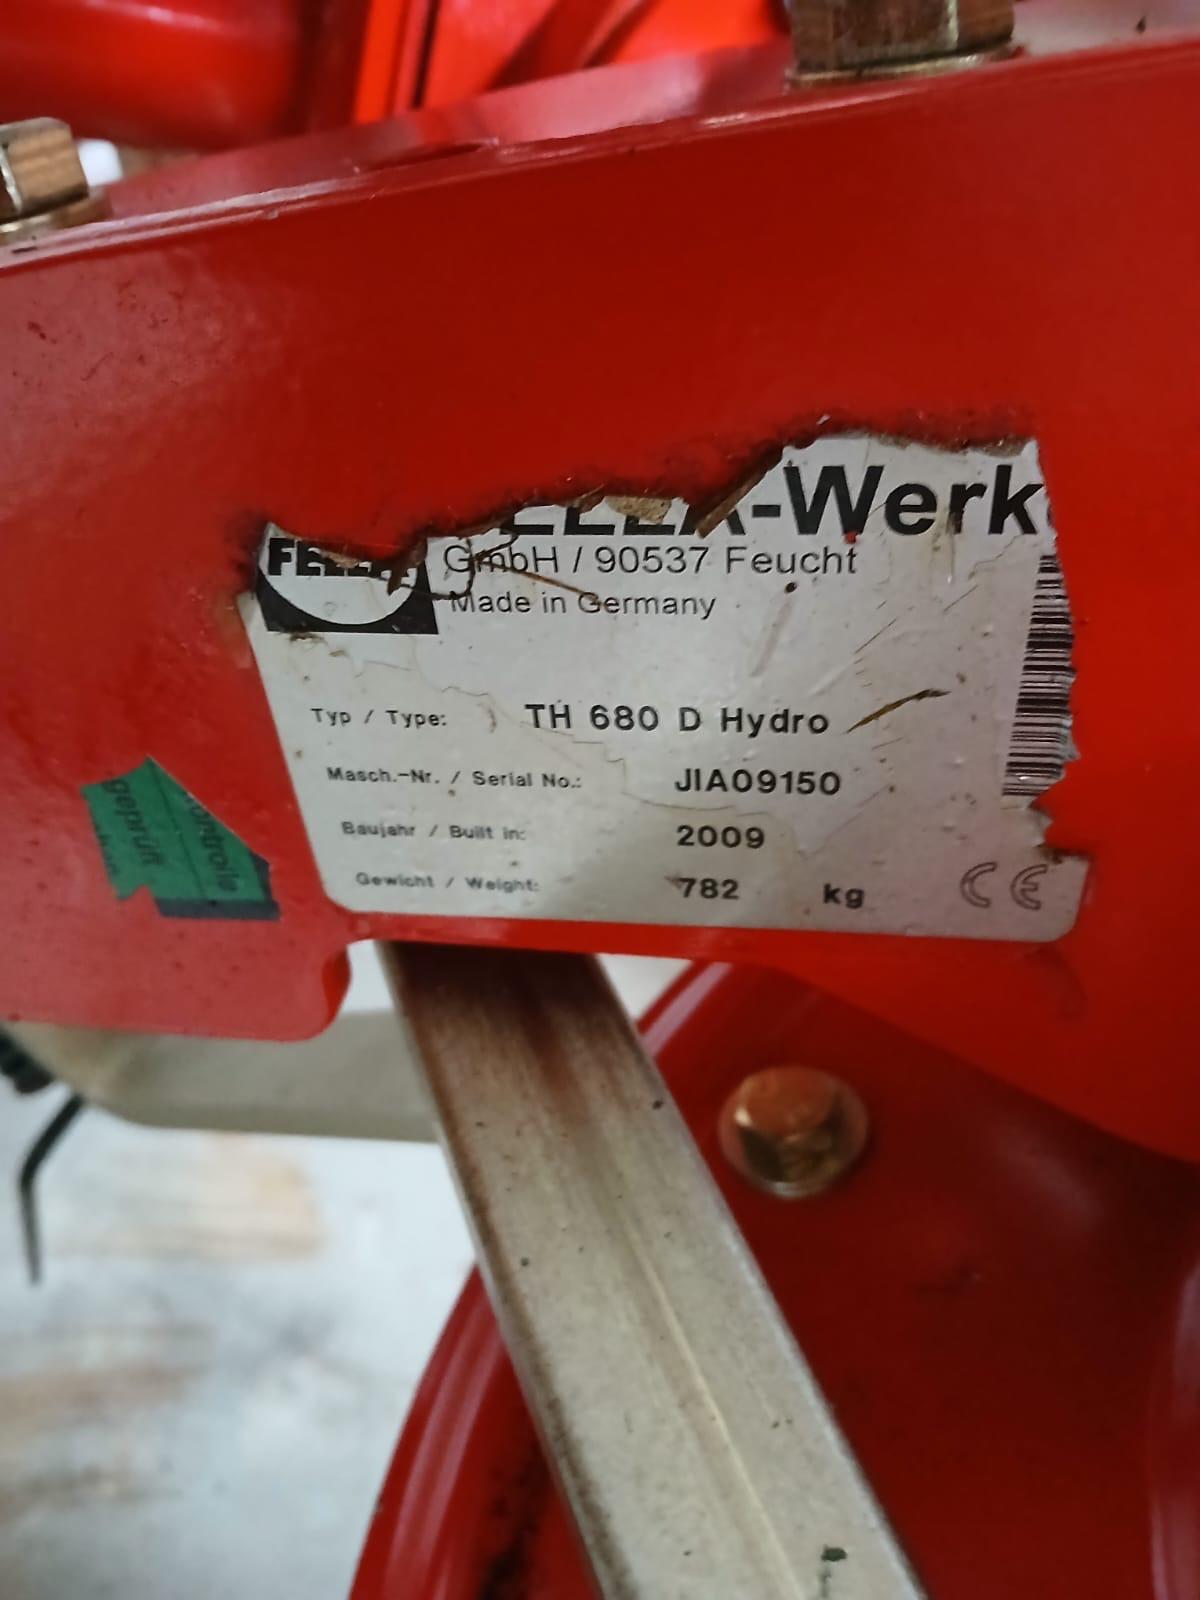 -Werk
GmbH / 90537 Feucht
Made in Germany
Typ / Type: TH 680 D Hydro
Masch.-Nr. / Serial No.: JIA09150
Baujahr / Built in: 2009
Gewicht / Weight: 782 kg CE
geprüft